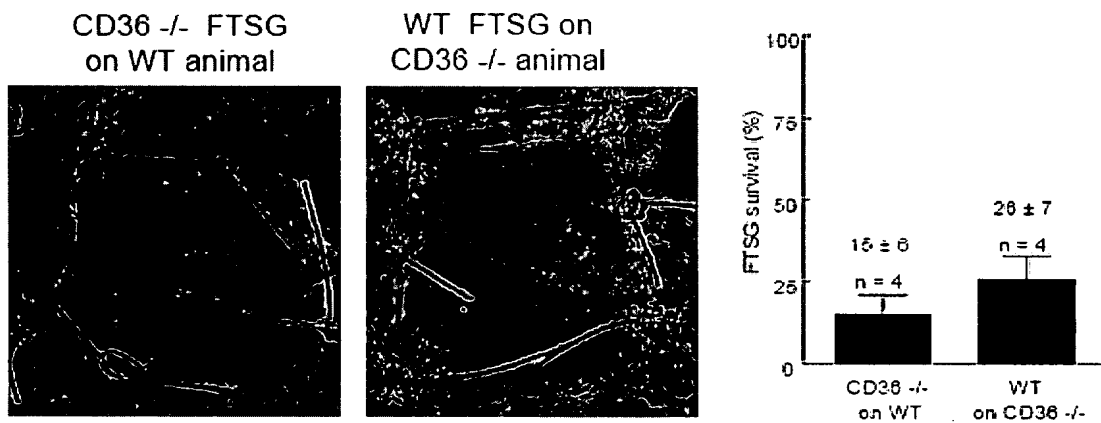 CD36 -/- FTSG
on WT animal
WT FTSG on
CD36 -/- animal
FTSG survival (%)
100
75
50
25
0
15 ± 6
n = 4
26 ± 7
n = 4
CD36 -/-
on WT
WT
on CD36 -/-